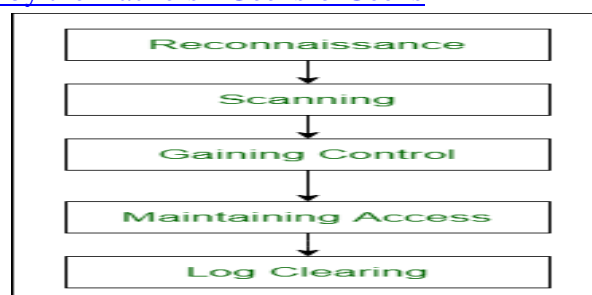 Reconnaissance
Scanning
Gaining Control
Maintaining Access
Log Clearing